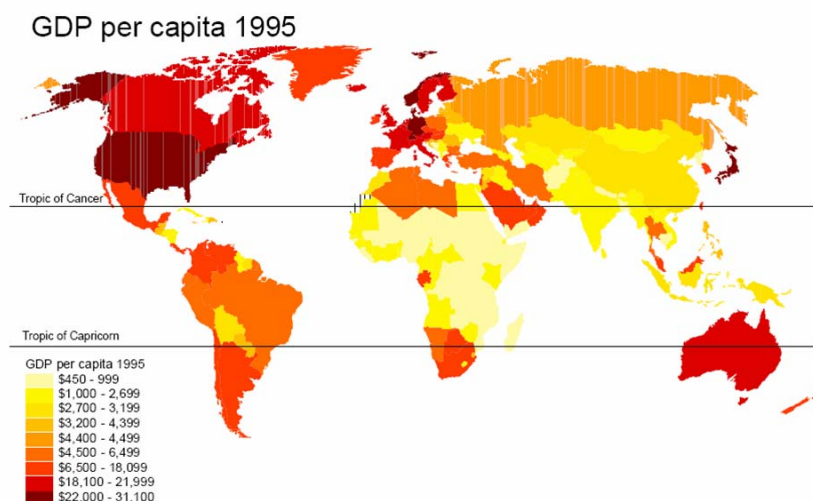 GDP per capita 1995
Tropic of Cancer
Tropic of Capricorn
GDP per capita 1995
$450 - 999
$1,000 - 2,699
$2,700 - 3,199
$3,200 - 4,399
$4,400 - 4,499
$4,500 - 6,499
$6,500 - 18,099
$18,100 - 21,999
$22,000 - 31,100